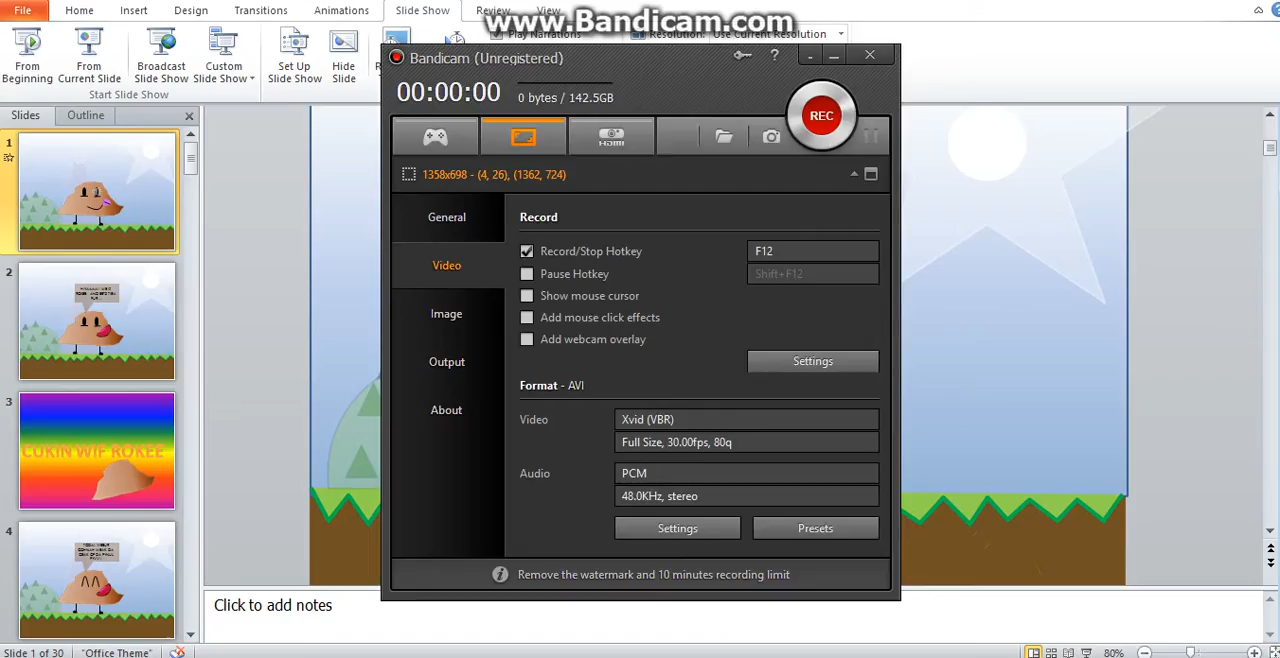 www.Bandicam.com
File Home Insert Design Transitions Animations Slide Show Review View
Play Narrations
Resolution: Use Current Resolution
From Beginning
From Current Slide
Broadcast Slide Show
Custom Slide Show
Set Up Slide Show
Hide Slide
Start Slide Show
Slides Outline
1
2
3
CUKIN WIF ROKEE
4
Bandicam (Unregistered)
?
00:00:00 0 bytes / 142.5GB
REC
HDMI
1358x698 - (4, 26), (1362, 724)
General
Video
Image
Output
About
Record
Record/Stop Hotkey F12
Pause Hotkey Shift+F12
Show mouse cursor
Add mouse click effects
Add webcam overlay
Settings
Format - AVI
Video Xvid (VBR)
Full Size, 30.00fps, 80q
Audio PCM
48.0KHz, stereo
Settings Presets
Remove the watermark and 10 minutes recording limit
Click to add notes
Slide 1 of 30 "Office Theme" 80%